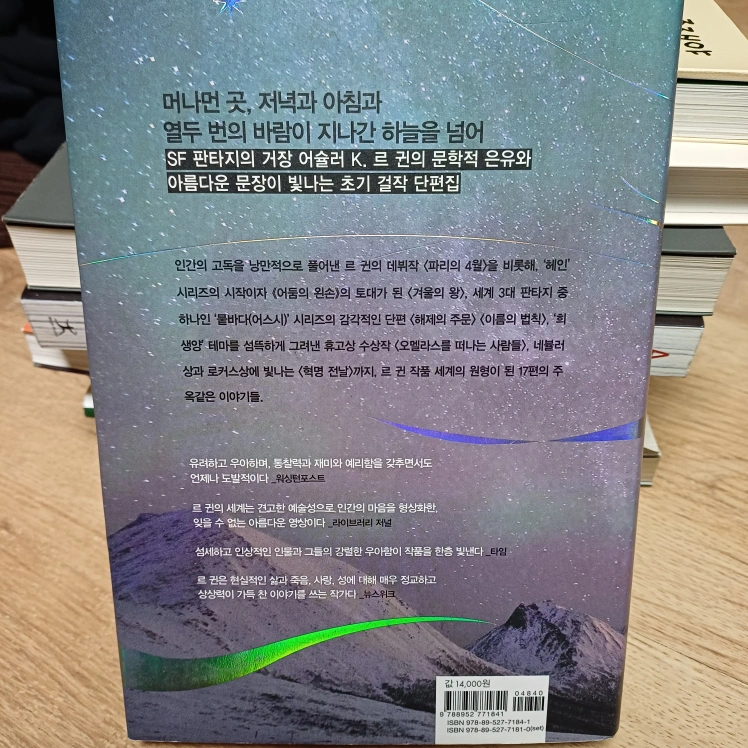 머나먼 곳, 저녁과 아침과
열두 번의 바람이 지나간 하늘을 넘어
SF 판타지의 거장 어슐러 K. 르 귄의 문학적 은유와
아름다운 문장이 빛나는 초기 걸작 단편집
인간의 고독을 낭만적으로 풀어낸 르 귄의 데뷔작 〈파리의 4월〉을 비롯해, '헤인'
시리즈의 시작이자 《어둠의 왼손》의 토대가 된 〈겨울의 왕〉, 세계 3대 판타지 중
하나인 '땅바다(어스시)' 시리즈의 감각적인 단편 〈해제의 주문〉 〈이름의 법칙〉, '희
생양' 테마를 섬뜩하게 그려낸 휴고상 수상작 〈오멜라스를 떠나는 사람들〉, 네뷸러
상과 로커스상에 빛나는 〈혁명 전날〉까지, 르 귄 작품 세계의 원형이 된 17편의 주
옥같은 이야기들.
유려하고 우아하며, 통찰력과 재미와 예리함을 갖추면서도
언제나 도발적이다 _워싱턴포스트
르 귄의 세계는 견고한 예술성으로 인간의 마음을 형상화한,
잊을 수 없는 아름다운 영상이다 _라이브러리 저널
섬세하고 인상적인 인물과 그들의 강렬한 우아함이 작품을 한층 빛낸다 _타임
르 귄은 현실적인 삶과 죽음, 사랑, 성에 대해 매우 정교하고
상상력이 가득 찬 이야기를 쓰는 작가다 _뉴스위크
값 14,000원
04840
9 788952 771841
ISBN 978-89-527-7184-1
ISBN 978-89-527-7181-0(set)